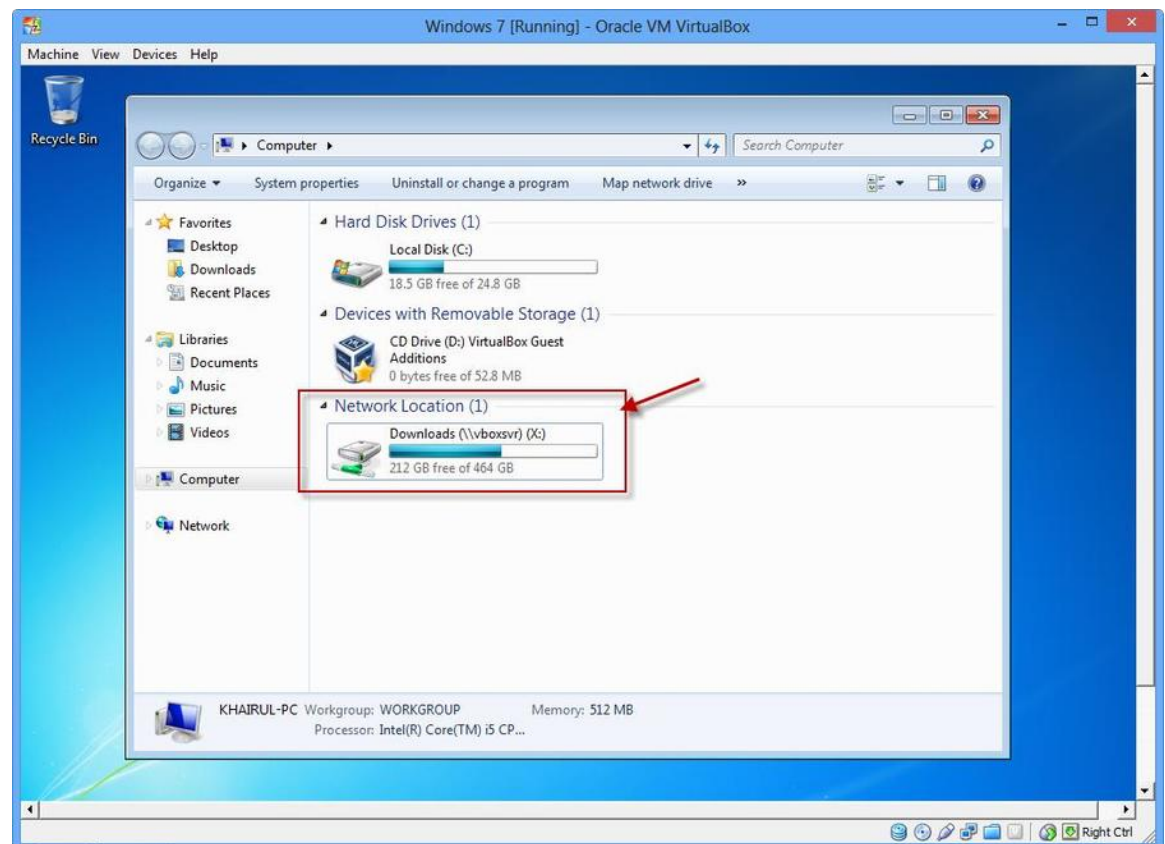 Windows 7 [Running] - Oracle VM VirtualBox
Machine View Devices Help
Recycle Bin
Computer
Search Computer
Organize System properties Uninstall or change a program Map network drive »
Favorites
Desktop
Downloads
Recent Places
Libraries
Documents
Music
Pictures
Videos
Computer
Network
Hard Disk Drives (1)
Local Disk (C:)
18.5 GB free of 24.8 GB
Devices with Removable Storage (1)
CD Drive (D:) VirtualBox Guest
Additions
0 bytes free of 52.8 MB
Network Location (1)
Downloads (\\vboxsvr) (X:)
212 GB free of 464 GB
KHAIRUL-PC Workgroup: WORKGROUP Memory: 512 MB
Processor: Intel(R) Core(TM) i5 CP...
Right Ctrl